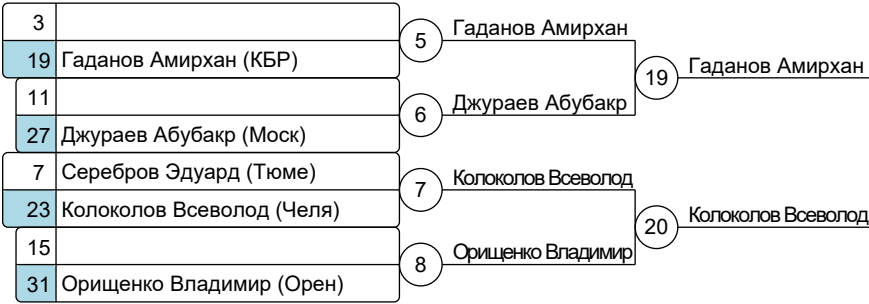 3
19 Гаданов Амирхан (КБР)
11
27 Джураев Абубакр (Моск)
7 Серебров Эдуард (Тюме)
23 Колоколов Всеволод (Челя)
15
31 Орищенко Владимир (Орен)
5 Гаданов Амирхан
6 Джураев Абубакр
7 Колоколов Всеволод
8 Орищенко Владимир
19 Гаданов Амирхан
20 Колоколов Всеволод